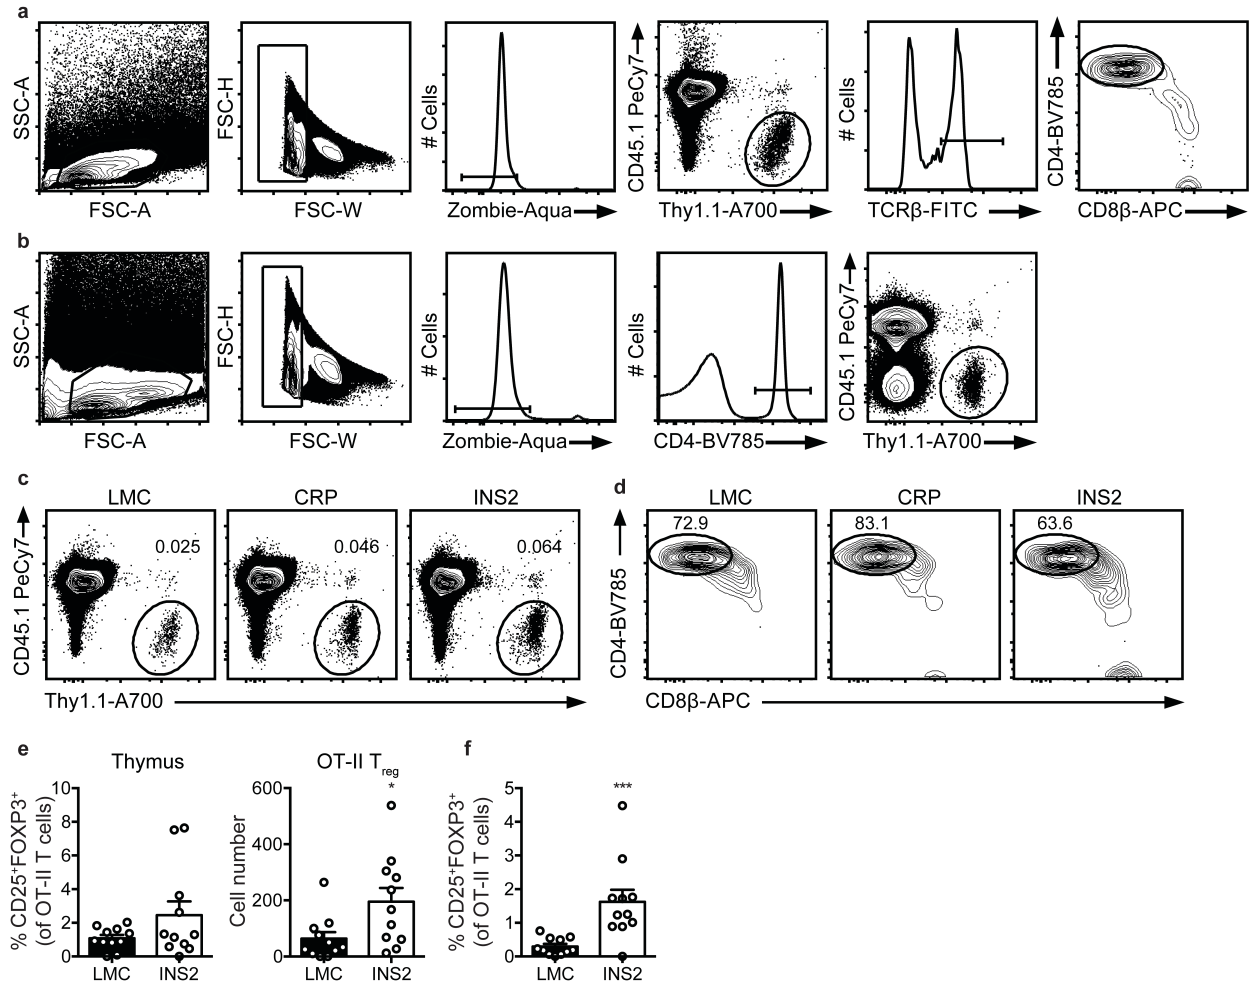 a
SSC-A
FSC-A
FSC-H
FSC-W
# Cells
Zombie-Aqua
CD45.1 PeCy7
Thy1.1-A700
# Cells
TCRβ-FITC
CD4-BV785
CD8β-APC
b
SSC-A
FSC-A
FSC-H
FSC-W
# Cells
Zombie-Aqua
# Cells
CD4-BV785
CD45.1 PeCy7
Thy1.1-A700
c
LMC
CRP
INS2
CD45.1 PeCy7
0.025
0.046
0.064
Thy1.1-A700
d
LMC
CRP
INS2
CD4-BV785
72.9
83.1
63.6
CD8β-APC
e
Thymus
% CD25⁺FOXP3⁺
(of OT-II T cells)
10
8
6
4
2
0
LMC
INS2
OT-II Treg
*
Cell number
600
400
200
0
LMC
INS2
f
***
% CD25⁺FOXP3⁺
(of OT-II T cells)
5
4
3
2
1
0
LMC
INS2